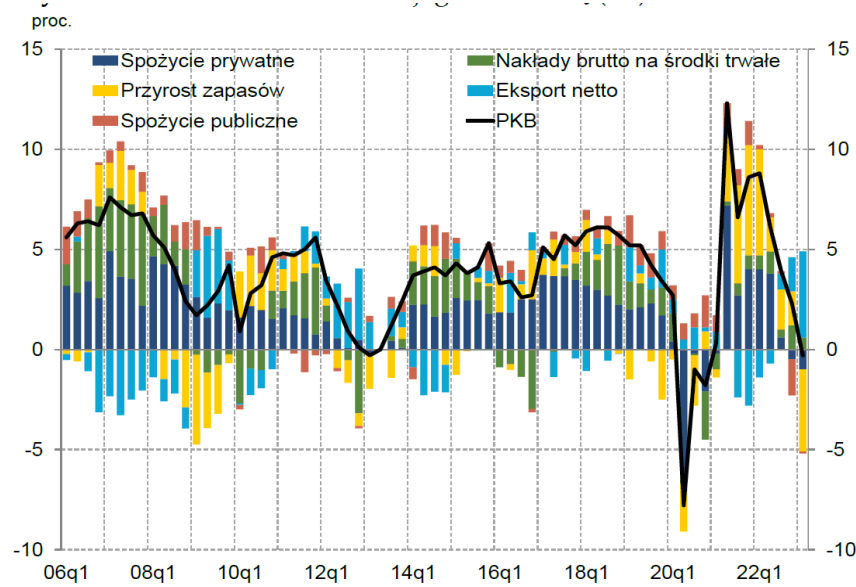 proc.
15 15
Spożycie prywatne Nakłady brutto na środki trwałe
Przyrost zapasów Eksport netto
Spożycie publiczne PKB
10 10
5 5
0 0
-5 -5
-10 -10
06q1 08q1 10q1 12q1 14q1 16q1 18q1 20q1 22q1